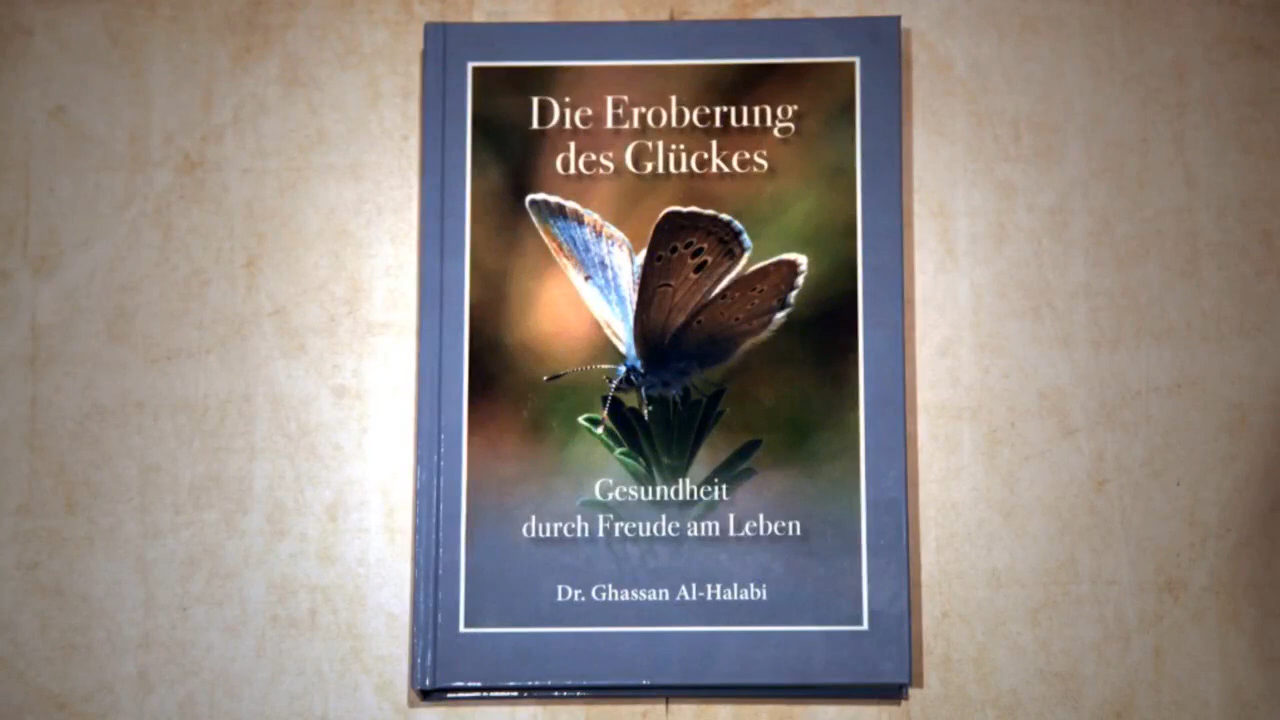 Die Eroberung
des Glückes
Gesundheit
durch Freude am Leben
Dr. Ghassan Al-Halabi